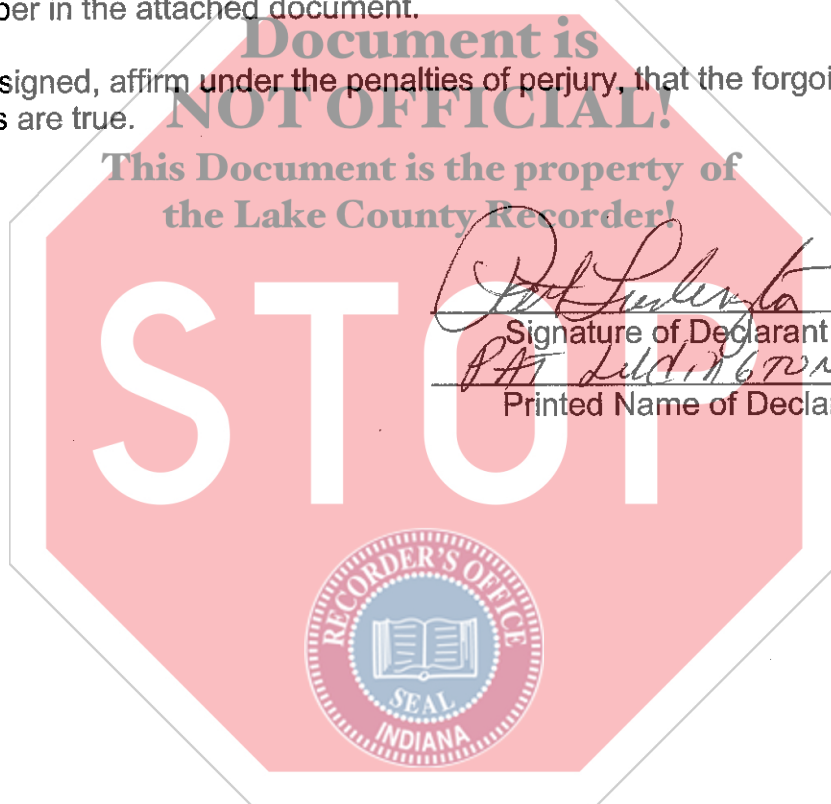 ber in the attached document.
Document is
signed, affirm under the penalties of perjury, that the forgoi
NOT OFFICIAL!
s are true.
This Document is the property of
the Lake County Recorder!
STOP
Signature of Declarant
PAT
Printed Name of Decla
RECORDER'S OFFICE
SEAL
INDIANA